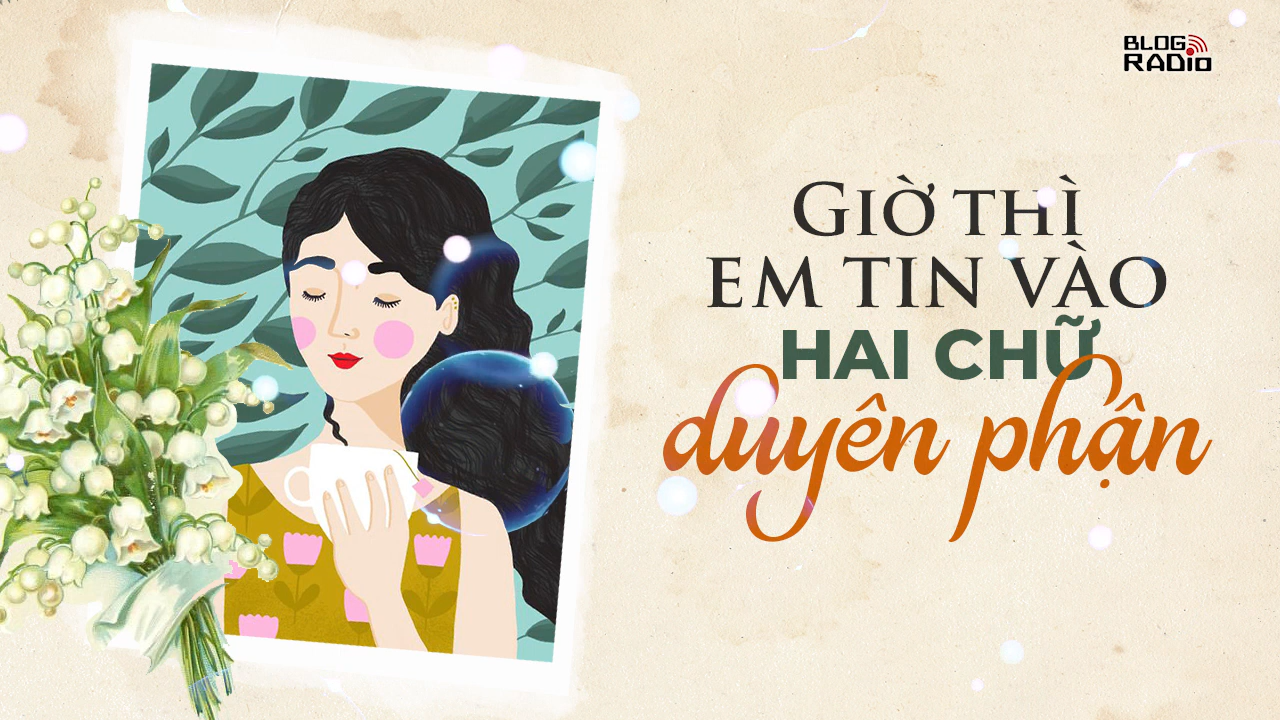 BLOG
RADIO
GIỜ THÌ
EM TIN VÀO
HAI CHỮ
duyên phận